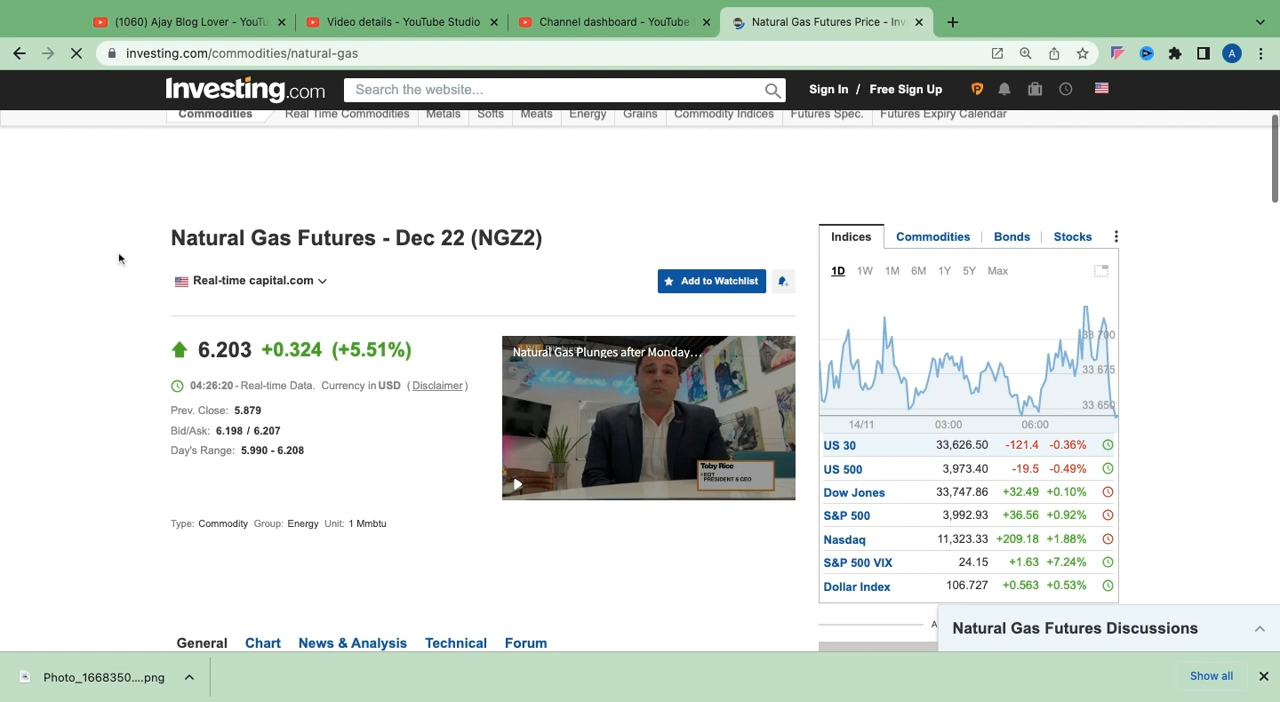 (1060) Ajay Blog Lover - YouTu
Video details - YouTube Studio
Channel dashboard - YouTube
Natural Gas Futures Price - Inv
investing.com/commodities/natural-gas
A
Investing.com
Search the website...
Sign In / Free Sign Up
Commodities Real Time Commodities Metals Softs Meats Energy Grains Commodity Indices Futures Spec. Futures Expiry Calendar
Natural Gas Futures - Dec 22 (NGZ2)
Real-time capital.com
Add to Watchlist
6.203 +0.324 (+5.51%)
04:26:20 - Real-time Data. Currency in USD ( Disclaimer )
Prev. Close: 5.879
Bid/Ask: 6.198 / 6.207
Day's Range: 5.990 - 6.208
Type: Commodity Group: Energy Unit: 1 Mmbtu
Natural Gas Plunges after Monday…
Toby Rice
EQT
PRESIDENT & CEO
General Chart News & Analysis Technical Forum
Indices Commodities Bonds Stocks
1D 1W 1M 6M 1Y 5Y Max
33 700
33 675
33 650
14/11 03:00 06:00
US 30 33,626.50 -121.4 -0.36%
US 500 3,973.40 -19.5 -0.49%
Dow Jones 33,747.86 +32.49 +0.10%
S&P 500 3,992.93 +36.56 +0.92%
Nasdaq 11,323.33 +209.18 +1.88%
S&P 500 VIX 24.15 +1.63 +7.24%
Dollar Index 106.727 +0.563 +0.53%
A
Natural Gas Futures Discussions
Photo_1668350....png
Show all